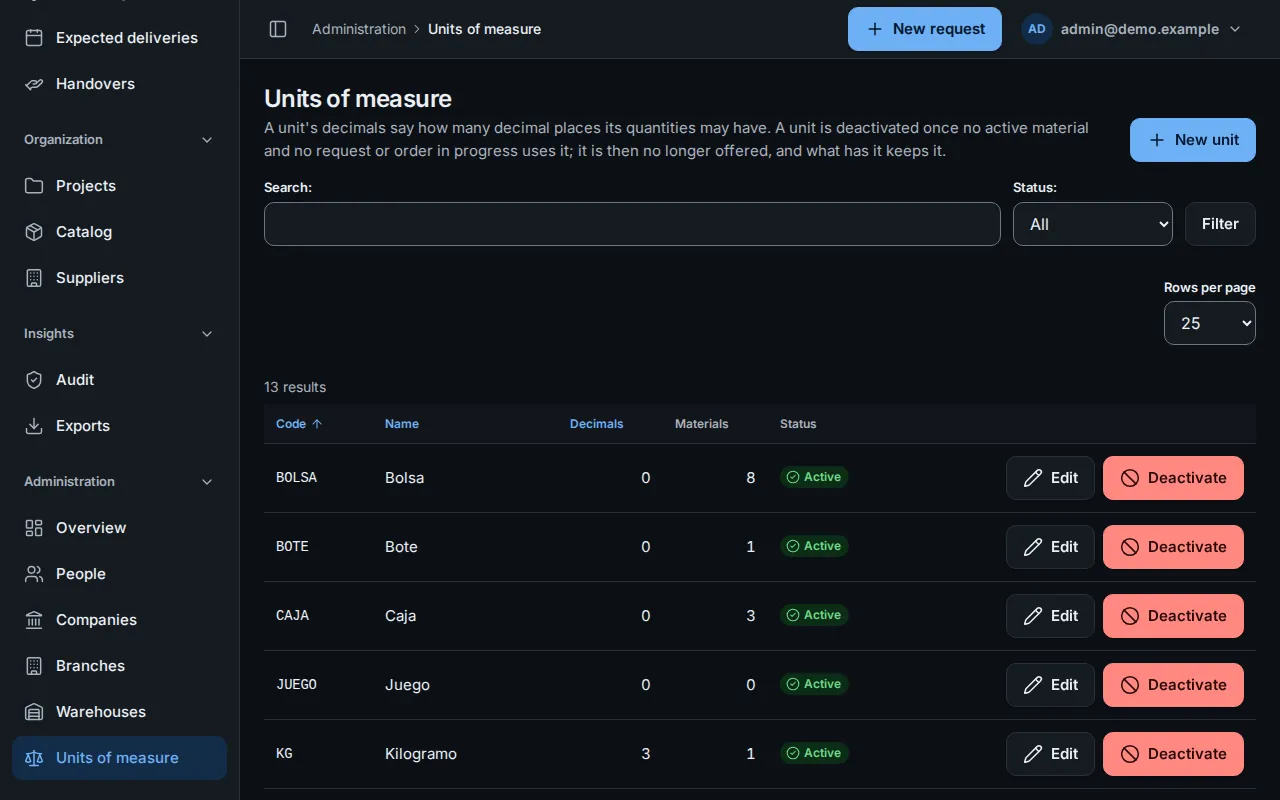 Expected deliveries
Handovers
Organization
Projects
Catalog
Suppliers
Insights
Audit
Exports
Administration
Overview
People
Companies
Branches
Warehouses
Units of measure
Administration > Units of measure
New request
AD admin@demo.example
Units of measure
A unit's decimals say how many decimal places its quantities may have. A unit is deactivated once no active material
and no request or order in progress uses it; it is then no longer offered, and what has it keeps it.
New unit
Search:
Status:
All
Filter
Rows per page
25
13 results
Code Name Decimals Materials Status
BOLSA Bolsa 0 8 Active Edit Deactivate
BOTE Bote 0 1 Active Edit Deactivate
CAJA Caja 0 3 Active Edit Deactivate
JUEGO Juego 0 0 Active Edit Deactivate
KG Kilogramo 3 1 Active Edit Deactivate